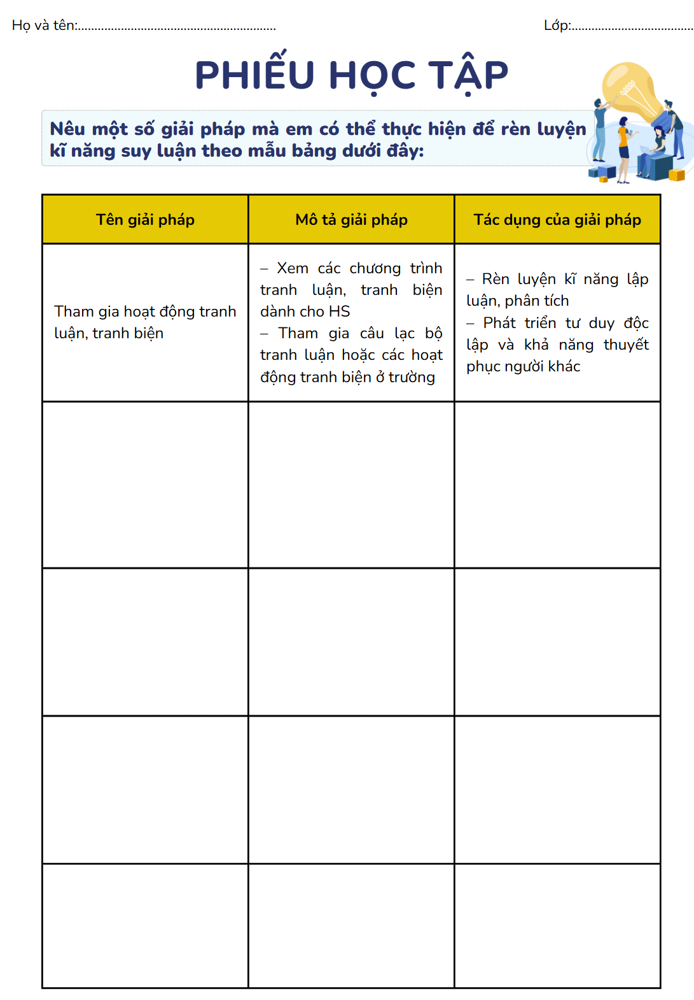 Họ và tên:............................................................
Lớp:.....................................
PHIẾU HỌC TẬP
Nêu một số giải pháp mà em có thể thực hiện để rèn luyện
kĩ năng suy luận theo mẫu bảng dưới đây:
Tên giải pháp
Mô tả giải pháp
Tác dụng của giải pháp
Tham gia hoạt động tranh
luận, tranh biện
– Xem các chương trình
tranh luận, tranh biện
dành cho HS
– Tham gia câu lạc bộ
tranh luận hoặc các hoạt
động tranh biện ở trường
– Rèn luyện kĩ năng lập
luận, phân tích
– Phát triển tư duy độc
lập và khả năng thuyết
phục người khác